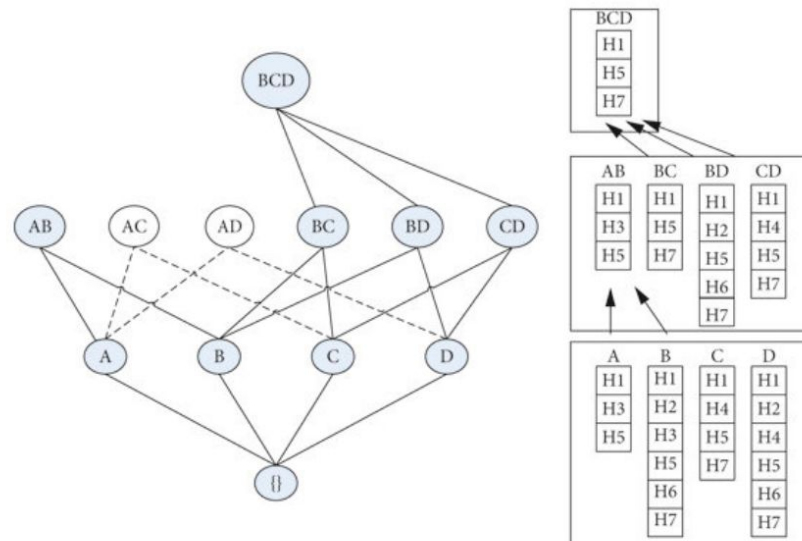 BCD
AB AC AD BC BD CD
A B C D
{}
BCD
H1
H5
H7
AB BC BD CD
H1 H1 H1 H1
H3 H5 H2 H4
H5 H7 H5 H5
H6 H7
H7
A B C D
H1 H1 H1 H1
H3 H2 H4 H2
H5 H3 H5 H4
H5 H7 H5
H6 H6
H7 H7